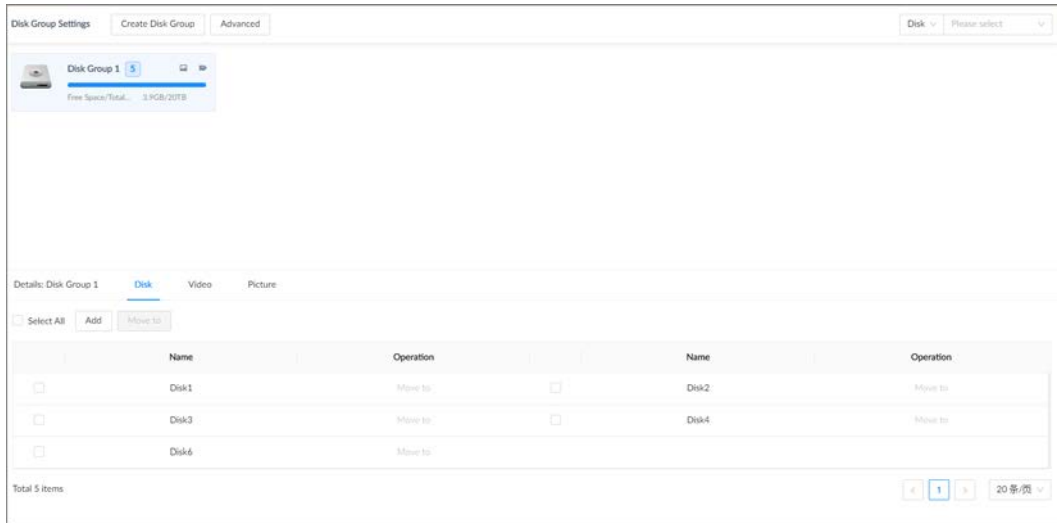 Disk Group Settings Create Disk Group Advanced Disk Please select
Disk Group 1 5
Free Space/Total... 3.9GB/20TB
Details: Disk Group 1 Disk Video Picture
Select All Add Move to
Name Operation Name Operation
Disk1 Move to Disk2 Move to
Disk3 Move to Disk4 Move to
Disk6 Move to
Total 5 items 1 20 条/页